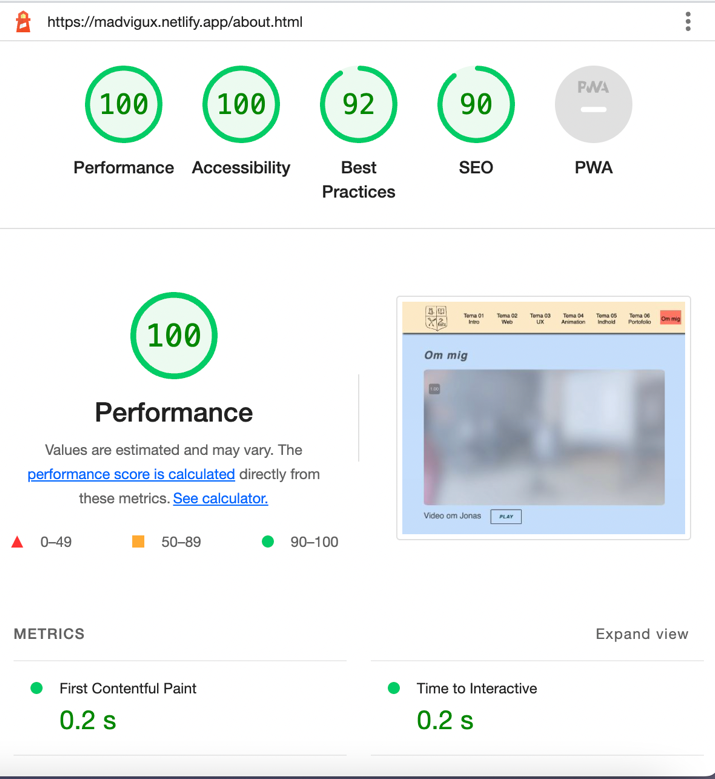 https://madvigux.netlify.app/about.html
100 100 92 90 PWA
Performance Accessibility Best Practices SEO PWA
100
Performance
Values are estimated and may vary. The
performance score is calculated directly from
these metrics. See calculator.
0–49 50–89 90–100
Tema 01 Intro
Tema 02 Web
Tema 03 UX
Tema 04 Animation
Tema 05 Indhold
Tema 06 Portofolio
Om mig
Om mig
Video om Jonas PLAY
METRICS Expand view
First Contentful Paint
0.2 s
Time to Interactive
0.2 s